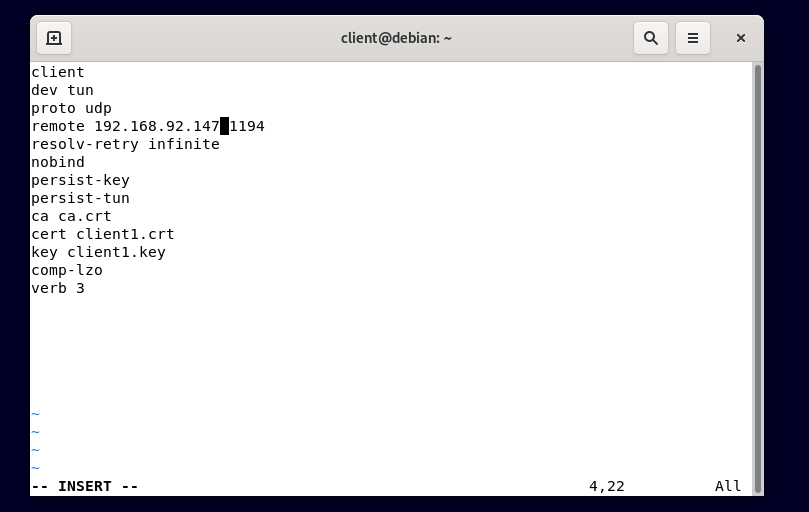 client@debian: ~
client
dev tun
proto udp
remote 192.168.92.147 1194
resolv-retry infinite
nobind
persist-key
persist-tun
ca ca.crt
cert client1.crt
key client1.key
comp-lzo
verb 3
~
~
~
~
-- INSERT -- 4,22 All